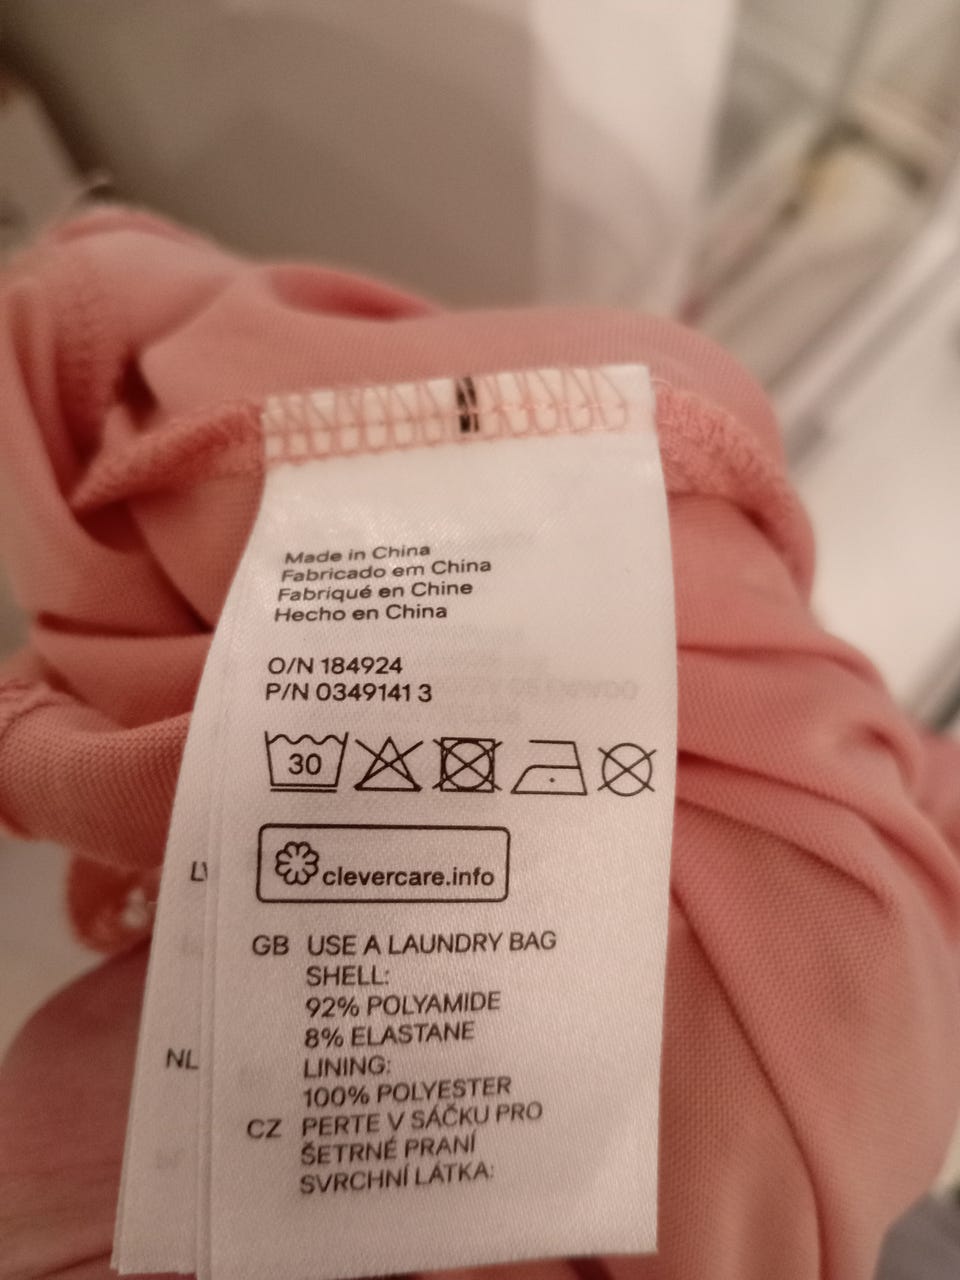 Made in China
Fabricado em China
Fabriqué en Chine
Hecho en China
O/N 184924
P/N 0349141 3
30
clevercare.info
GB USE A LAUNDRY BAG
SHELL:
92% POLYAMIDE
8% ELASTANE
LINING:
100% POLYESTER
CZ PERTE V SÁČKU PRO
ŠETRNÉ PRANÍ
SVRCHNÍ LÁTKA:
NL